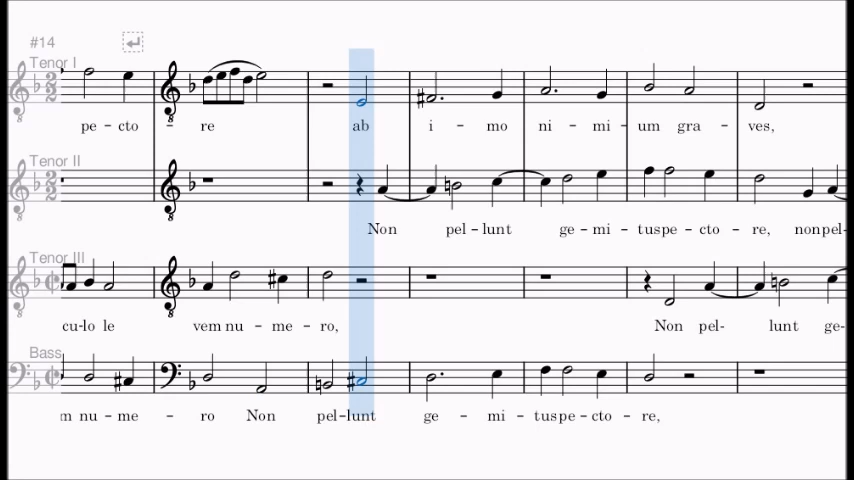 #14
Tenor I
pe – cto – re ab i – mo ni – mi – um gra – ves,
Tenor II
Non pel – lunt ge – mi – tuspe – cto – re, nonpel-
Tenor III
cu-lo le vem nu – me – ro, Non pel- lunt ge-
Bass
m nu – me – ro Non pel–lunt ge – mi – tuspe – cto – re,